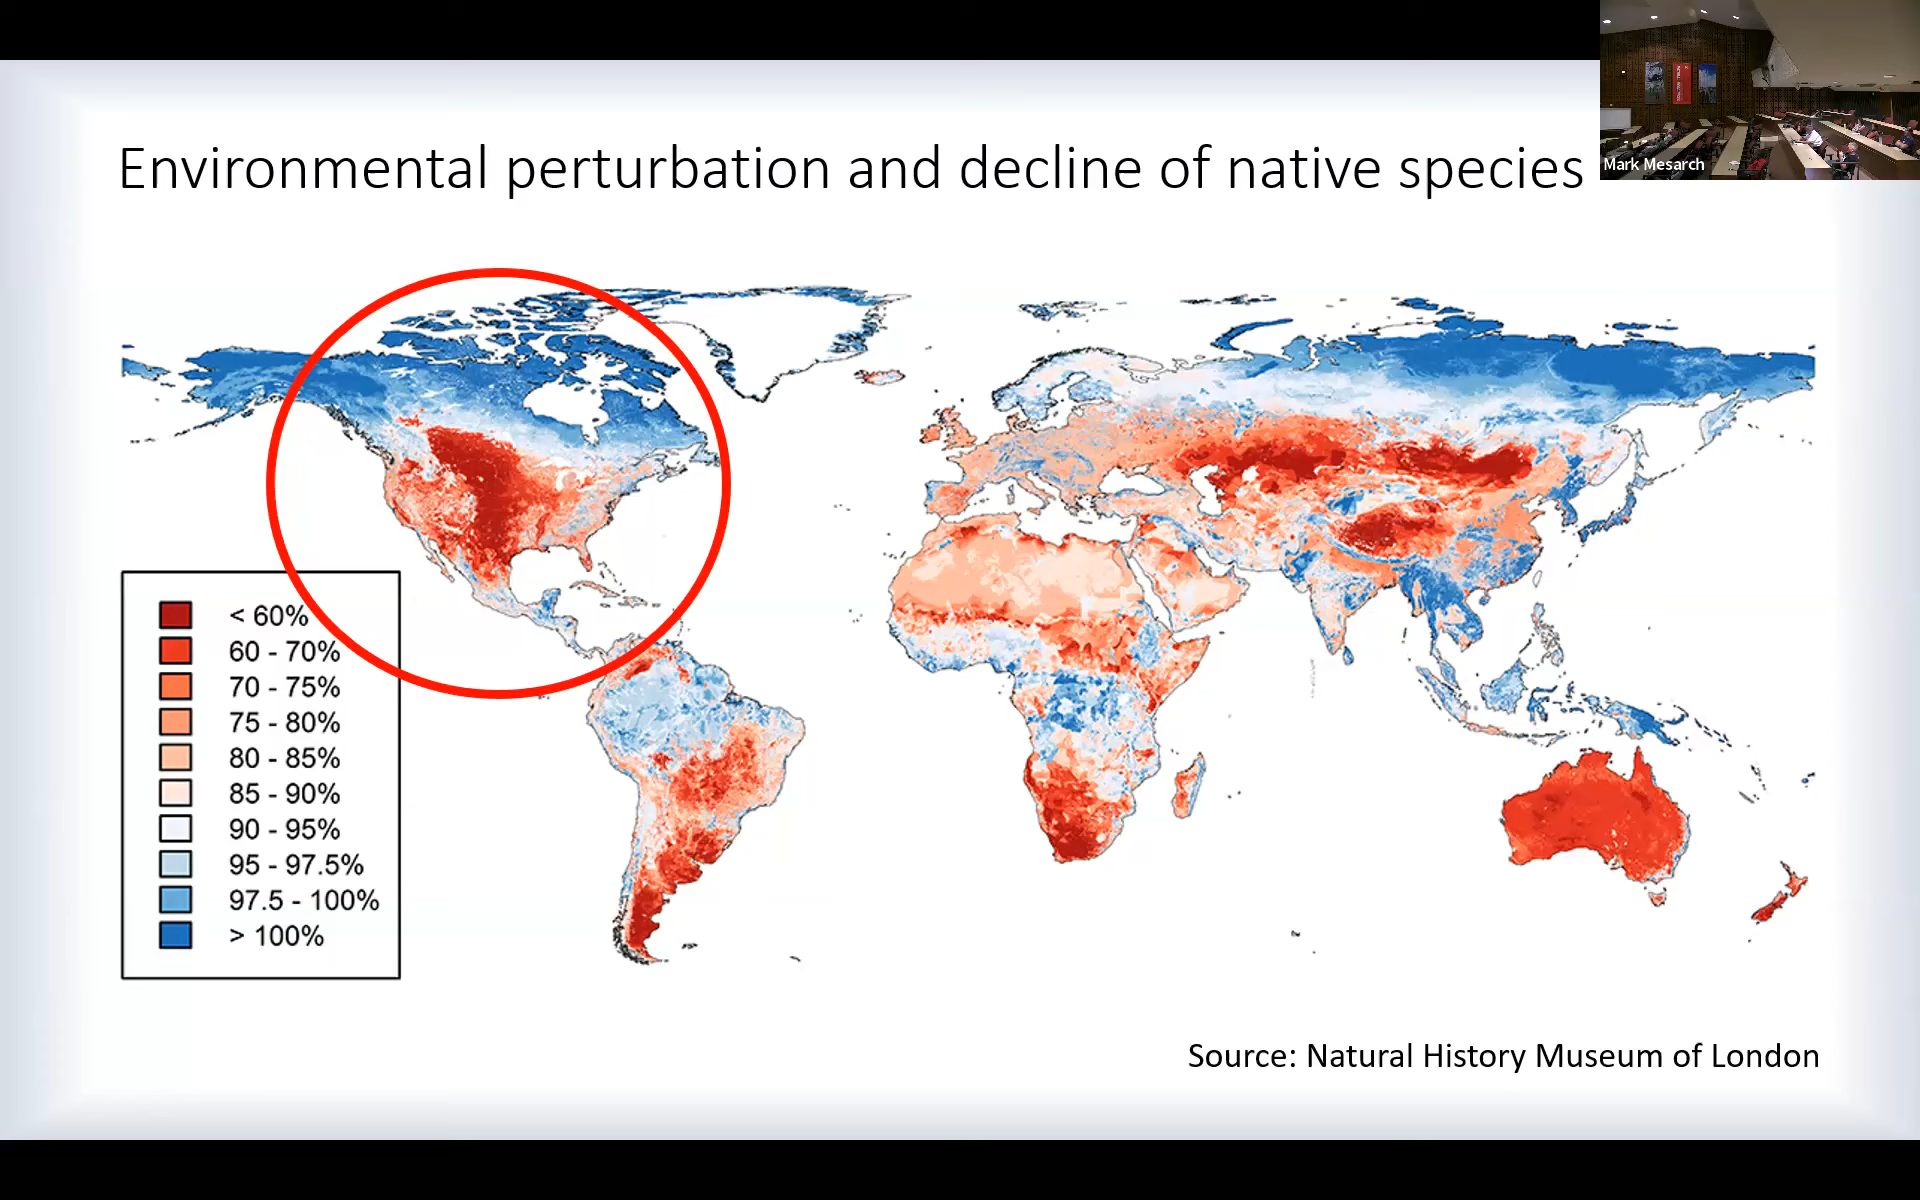 Environmental perturbation and decline of native species
Mark Mesarch
< 60%
60 - 70%
70 - 75%
75 - 80%
80 - 85%
85 - 90%
90 - 95%
95 - 97.5%
97.5 - 100%
> 100%
Source: Natural History Museum of London